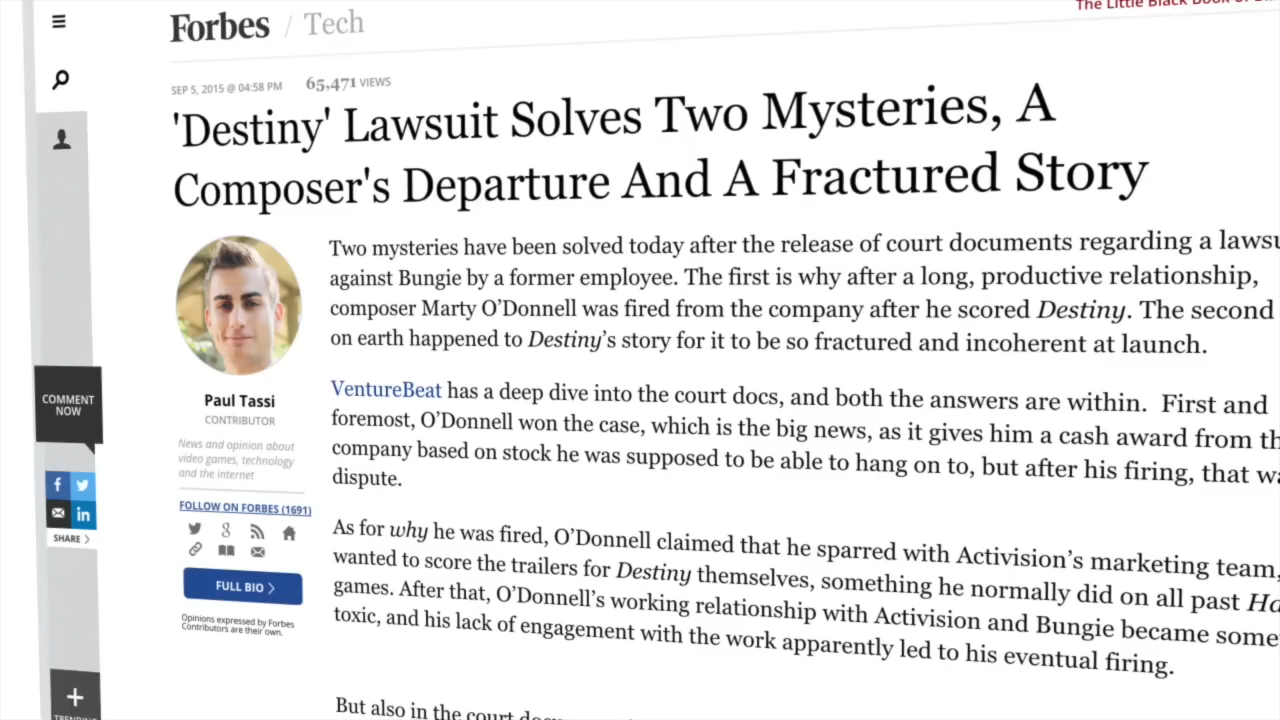 The Little Black Book of
Forbes / Tech
SEP 5, 2015 @ 04:58 PM 65,471 VIEWS
'Destiny' Lawsuit Solves Two Mysteries, A
Composer's Departure And A Fractured Story
Two mysteries have been solved today after the release of court documents regarding a lawsu
against Bungie by a former employee. The first is why after a long, productive relationship,
composer Marty O'Donnell was fired from the company after he scored Destiny. The second
on earth happened to Destiny's story for it to be so fractured and incoherent at launch.
VentureBeat has a deep dive into the court docs, and both the answers are within. First and
foremost, O'Donnell won the case, which is the big news, as it gives him a cash award from th
company based on stock he was supposed to be able to hang on to, but after his firing, that wa
dispute.
As for why he was fired, O'Donnell claimed that he sparred with Activision's marketing team,
wanted to score the trailers for Destiny themselves, something he normally did on all past Ha
games. After that, O'Donnell's working relationship with Activision and Bungie became some
toxic, and his lack of engagement with the work apparently led to his eventual firing.
But also in the court
Paul Tassi
CONTRIBUTOR
News and opinion about
video games, technology
and the internet
FOLLOW ON FORBES (1691)
FULL BIO >
Opinions expressed by Forbes
Contributors are their own.
COMMENT
NOW
SHARE >
TRENDING